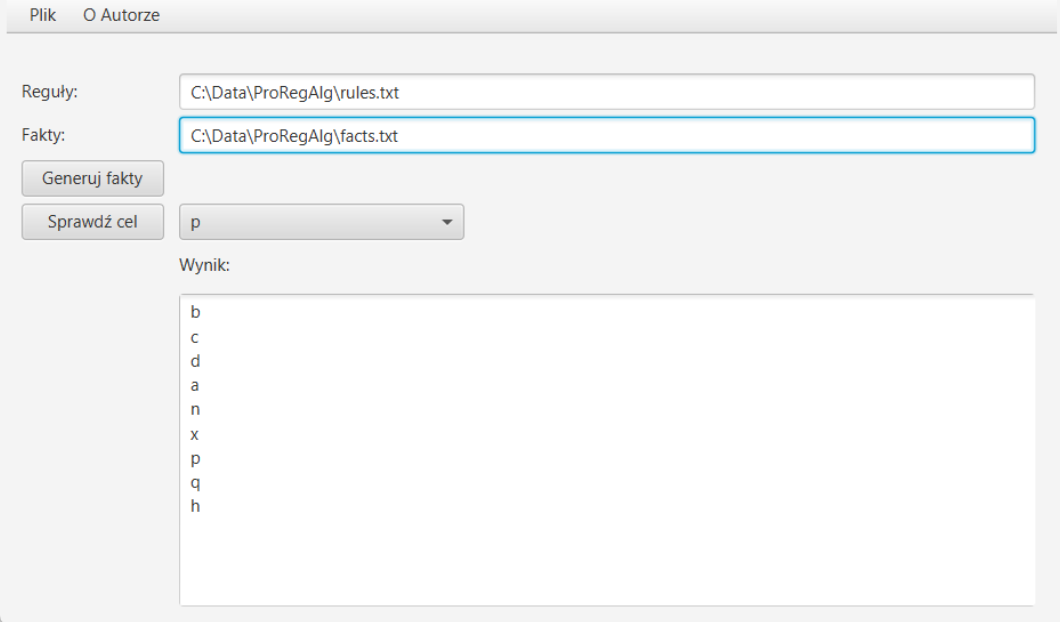 Plik O Autorze
Reguły: C:\Data\ProRegAlg\rules.txt
Fakty: C:\Data\ProRegAlg\facts.txt
Generuj fakty
Sprawdź cel p
Wynik:
b
c
d
a
n
x
p
q
h